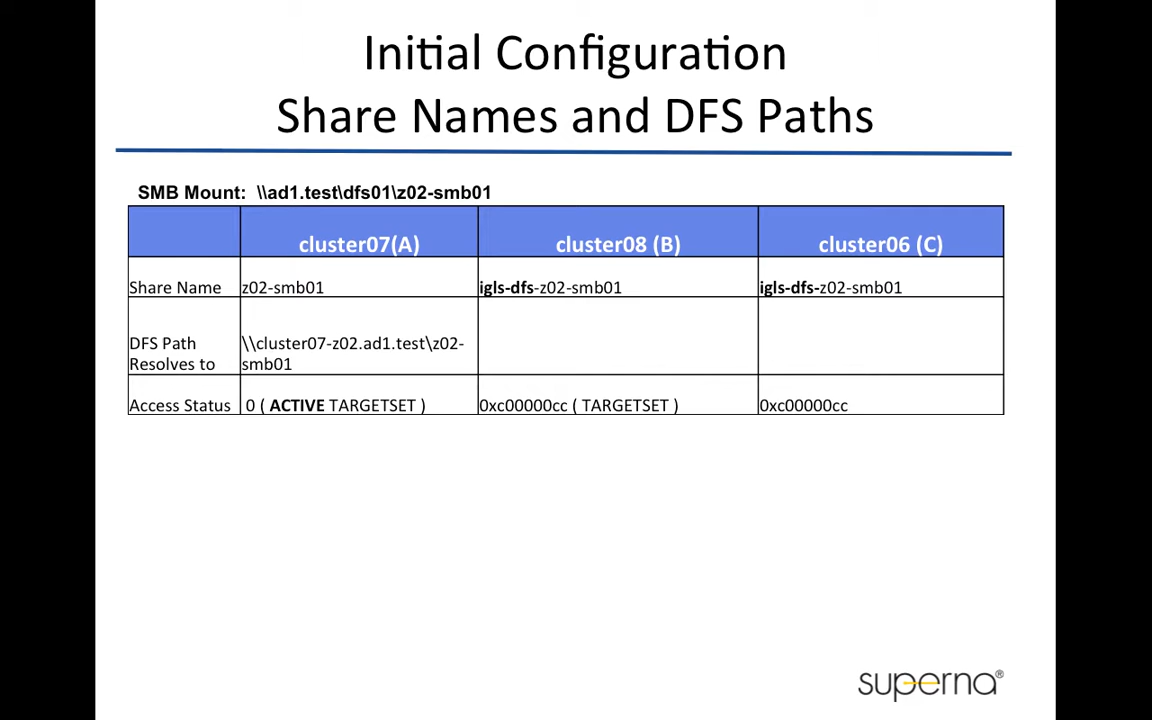 Initial Configuration
Share Names and DFS Paths
SMB Mount: \\ad1.test\dfs01\z02-smb01
cluster07(A) cluster08 (B) cluster06 (C)
Share Name z02-smb01 igls-dfs-z02-smb01 igls-dfs-z02-smb01
DFS Path \\cluster07-z02.ad1.test\z02-
Resolves to smb01
Access Status 0 ( ACTIVE TARGETSET ) 0xc00000cc ( TARGETSET ) 0xc00000cc
superna®